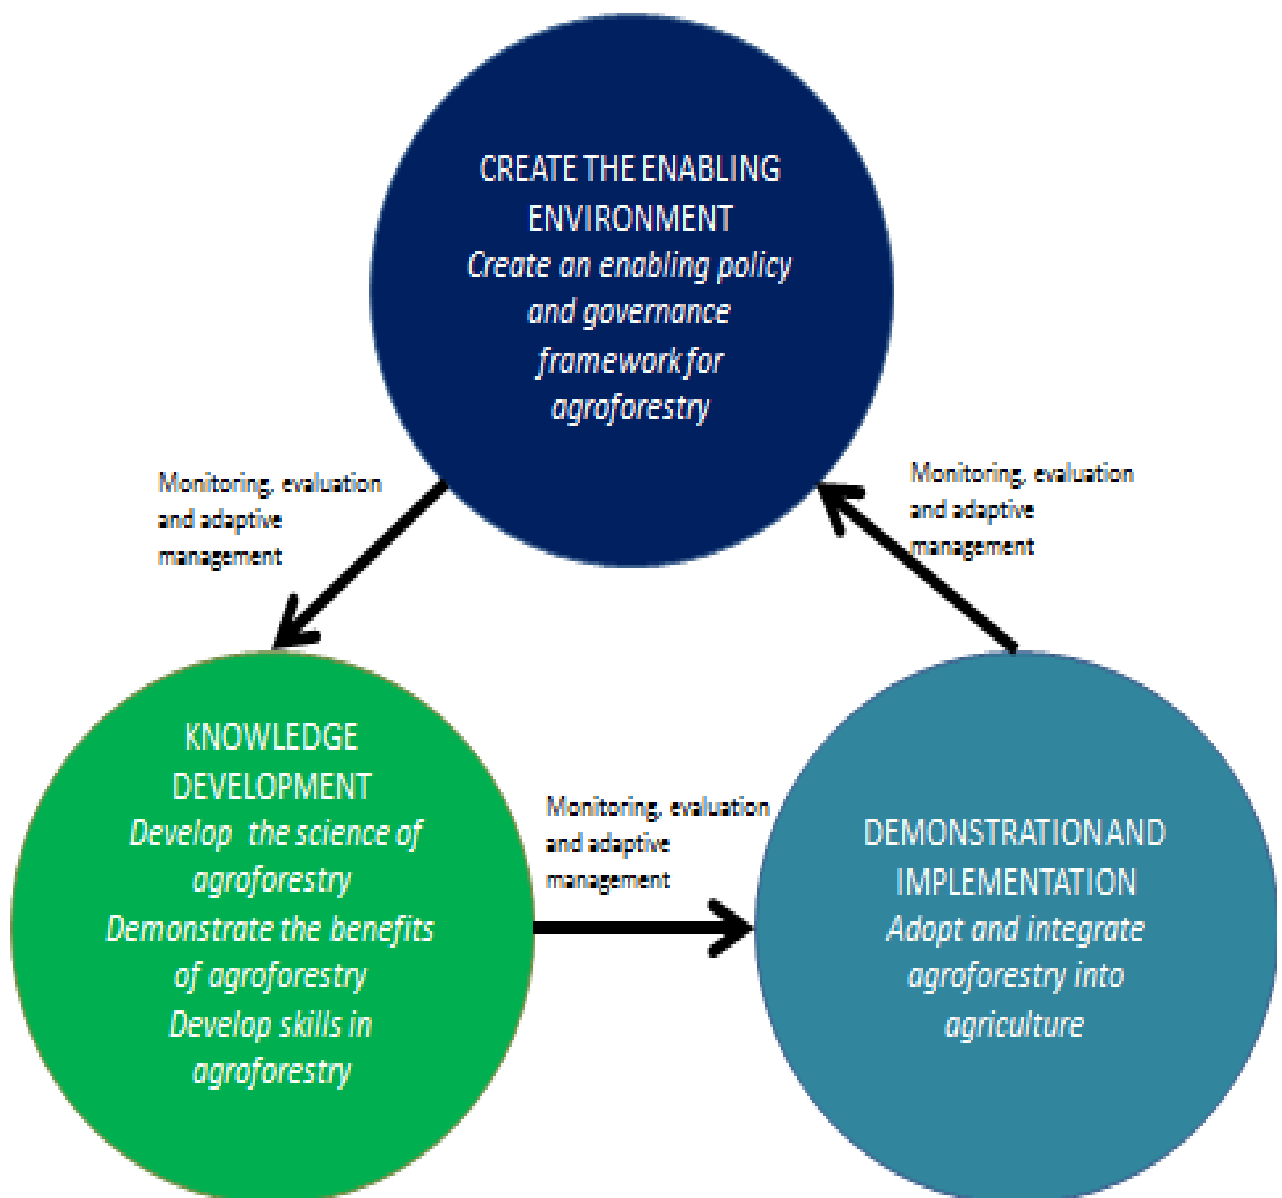 CREATE THE ENABLING
ENVIRONMENT
Create an enabling policy
and governance
framework for
agroforestry
Monitoring, evaluation
and adaptive
management
Monitoring, evaluation
and adaptive
management
KNOWLEDGE
DEVELOPMENT
Develop the science of
agroforestry
Demonstrate the benefits
of agroforestry
Develop skills in
agroforestry
Monitoring, evaluation
and adaptive
management
DEMONSTRATION AND
IMPLEMENTATION
Adopt and integrate
agroforestry into
agriculture